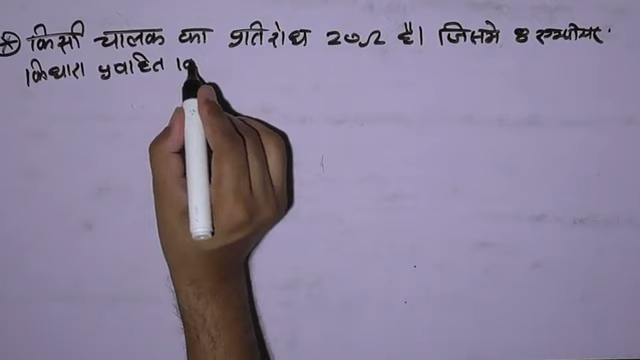 * किसी चालक का प्रतिरोध 20Ω है। जिसमे 8 एम्पीयर
कि धारा प्रवाहित